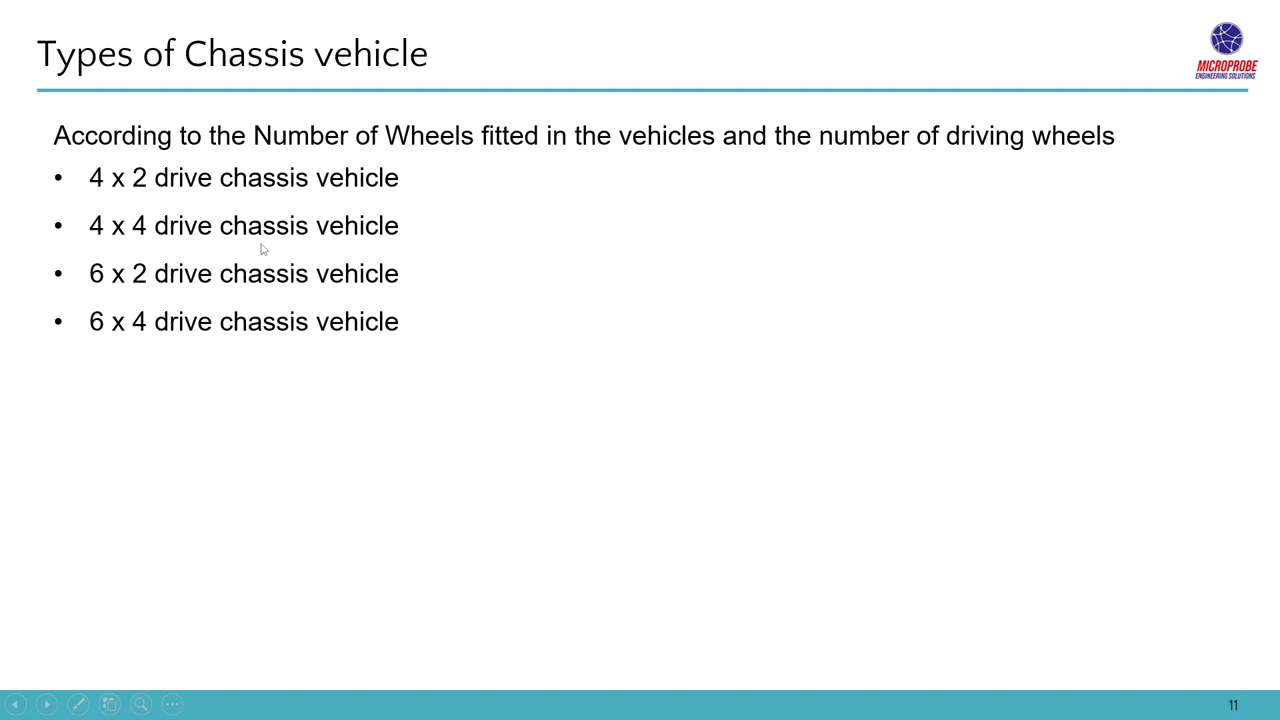 Types of Chassis vehicle
MICROPROBE
ENGINEERING SOLUTIONS
According to the Number of Wheels fitted in the vehicles and the number of driving wheels
• 4 x 2 drive chassis vehicle
• 4 x 4 drive chassis vehicle
• 6 x 2 drive chassis vehicle
• 6 x 4 drive chassis vehicle
11